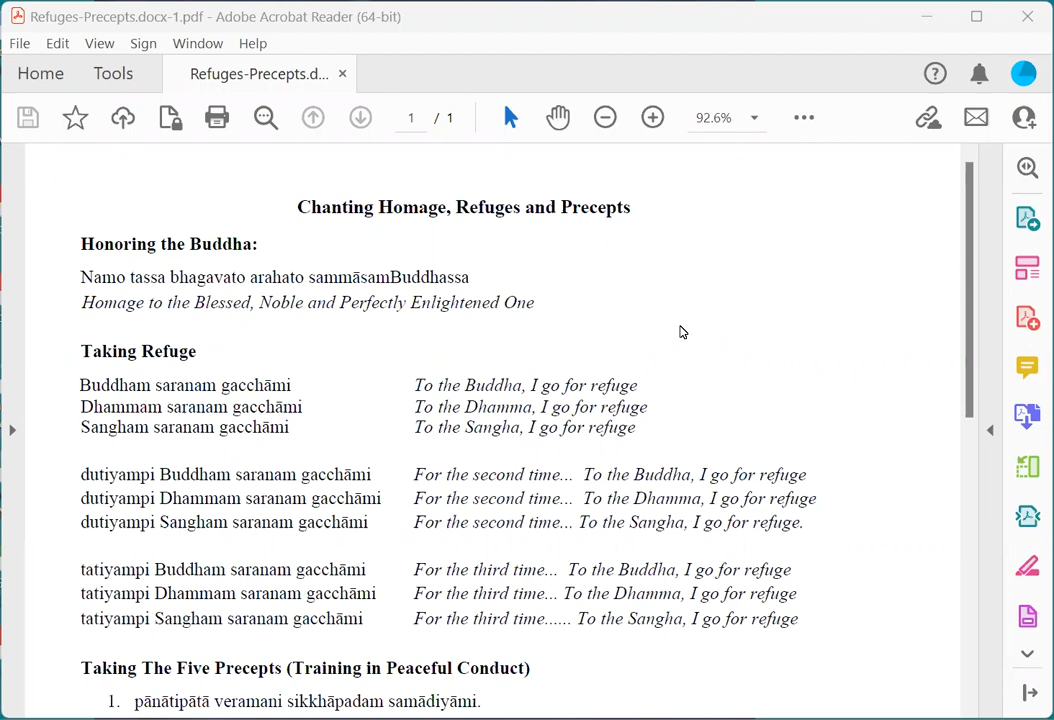 Refuges-Precepts.docx-1.pdf - Adobe Acrobat Reader (64-bit)
File Edit View Sign Window Help
Home Tools Refuges-Precepts.d... ×
1 / 1 92.6%
Chanting Homage, Refuges and Precepts
Honoring the Buddha:
Namo tassa bhagavato arahato sammāsamBuddhassa
Homage to the Blessed, Noble and Perfectly Enlightened One
Taking Refuge
Buddham saranam gacchāmi To the Buddha, I go for refuge
Dhammam saranam gacchāmi To the Dhamma, I go for refuge
Sangham saranam gacchāmi To the Sangha, I go for refuge
dutiyampi Buddham saranam gacchāmi For the second time... To the Buddha, I go for refuge
dutiyampi Dhammam saranam gacchāmi For the second time... To the Dhamma, I go for refuge
dutiyampi Sangham saranam gacchāmi For the second time... To the Sangha, I go for refuge.
tatiyampi Buddham saranam gacchāmi For the third time... To the Buddha, I go for refuge
tatiyampi Dhammam saranam gacchāmi For the third time... To the Dhamma, I go for refuge
tatiyampi Sangham saranam gacchāmi For the third time...... To the Sangha, I go for refuge
Taking The Five Precepts (Training in Peaceful Conduct)
1. pānātipātā veramani sikkhāpadam samādiyāmi.